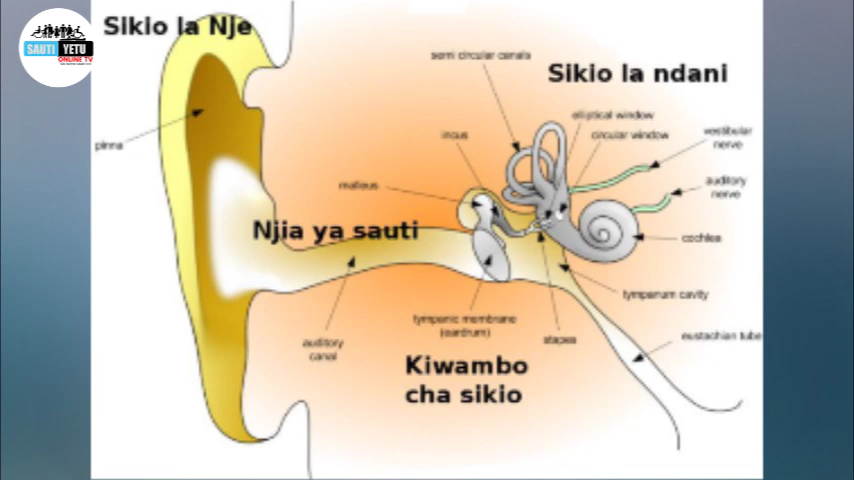 Sikio la Nje
SAUTI YETU
ONLINE TV
semi circular canals
Sikio la ndani
elliptical window
circular window
incus
vestibular
nerve
pinna
malleus
auditory
nerve
Njia ya sauti
cochlea
tympanum cavity
tympanic membrane
(eardrum)
stapes
eustachian tube
auditory
canal
Kiwambo
cha sikio